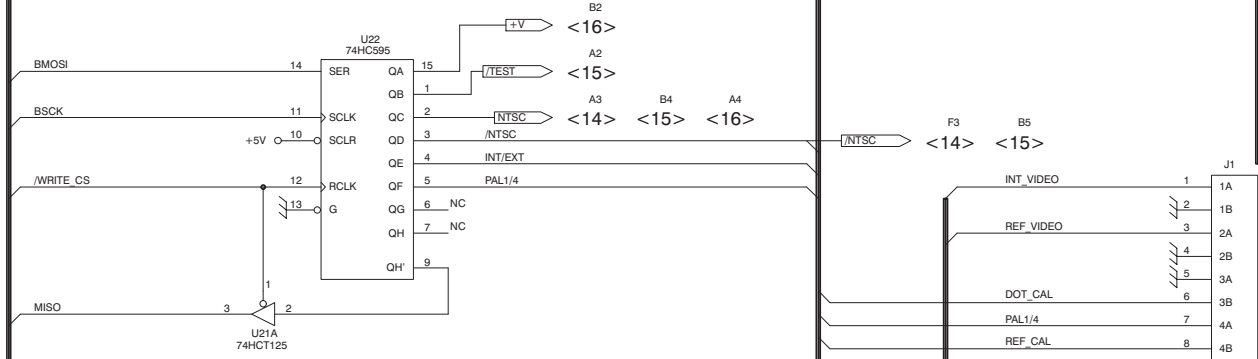 B2
+V <16>
U22
74HC595
A2
BMOSI 14 SER QA 15 /TEST <15>
QB 1
A3 B4 A4
BSCK 11 SCLK QC 2 NTSC <14> <15> <16>
F3 B5
+5V 10 SCLR QD 3 /NTSC /NTSC <14> <15>
QE 4 INT/EXT
J1
/WRITE_CS 12 RCLK QF 5 PAL1/4 INT_VIDEO 1 1A
13 G QG 6 NC 2 1B
QH 7 NC REF_VIDEO 3 2A
4 2B
QH' 9 5 3A
1
DOT_CAL 6 3B
MISO 3 2
PAL1/4 7 4A
U21A
74HCT125
REF_CAL 8 4B